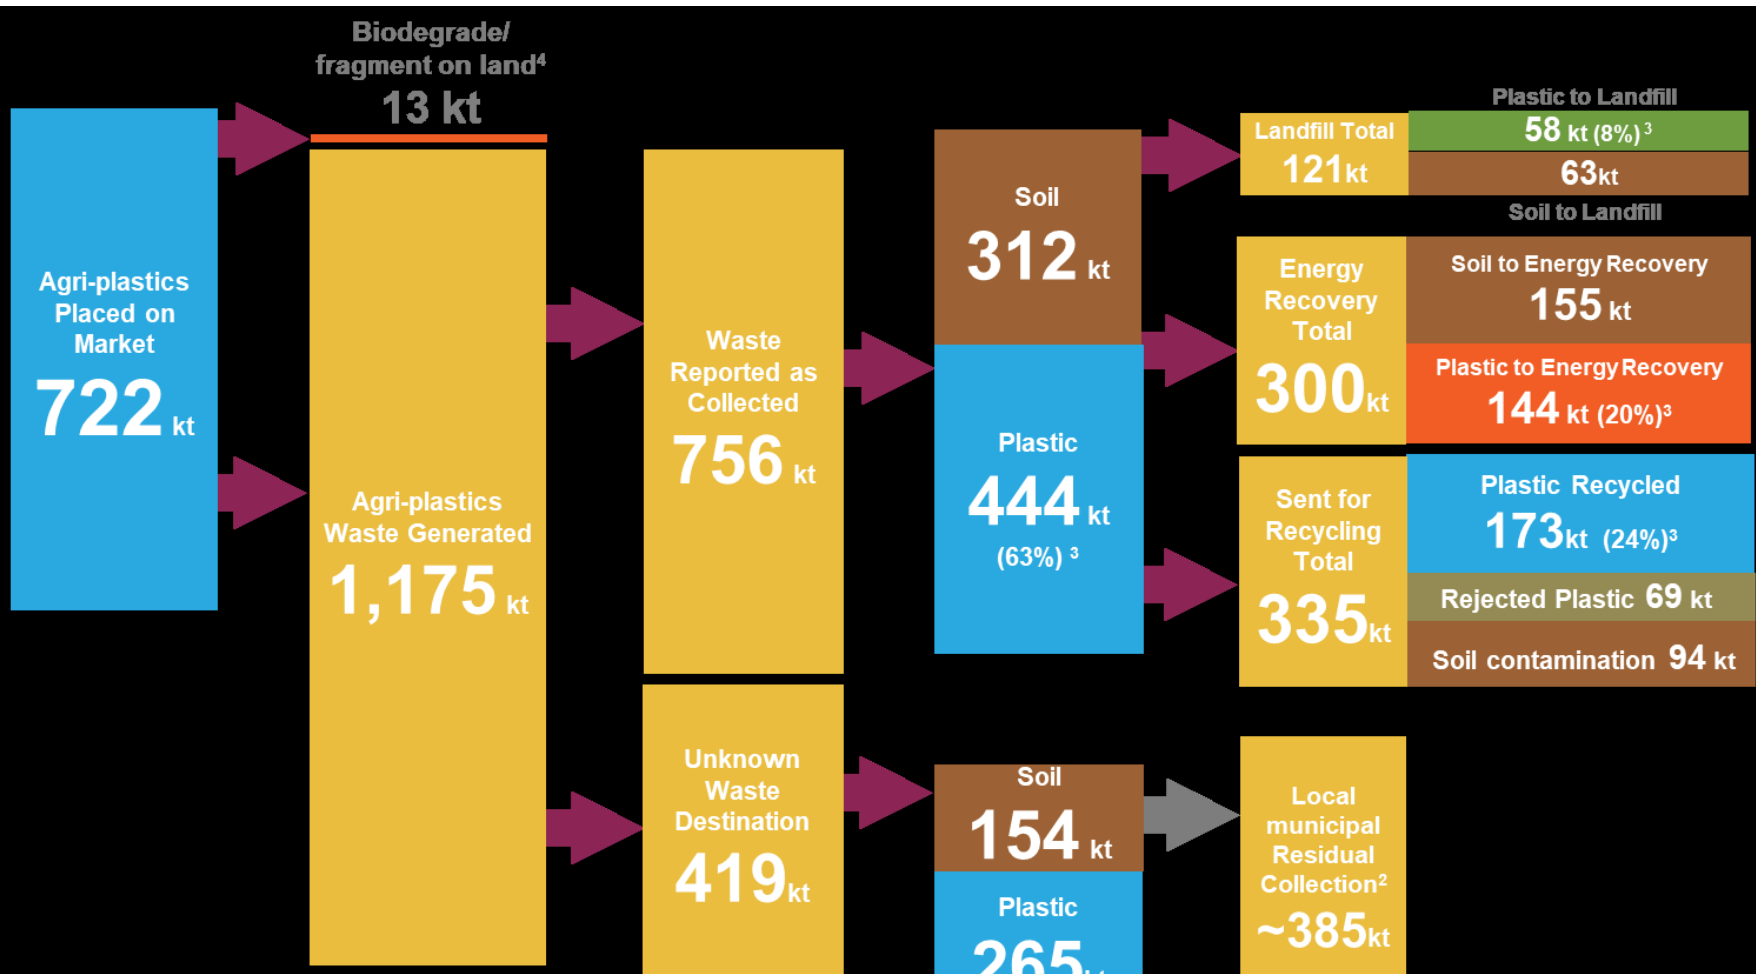 Biodegrade/
fragment on land⁴
13 kt
Agri-plastics
Placed on
Market
722 kt
Agri-plastics
Waste Generated
1,175 kt
Waste
Reported as
Collected
756 kt
Unknown
Waste
Destination
419kt
Soil
312 kt
Plastic
444 kt
(63%) ³
Soil
154 kt
Plastic
265kt
Landfill Total
121kt
Plastic to Landfill
58 kt (8%) ³
63kt
Soil to Landfill
Energy
Recovery
Total
300kt
Soil to Energy Recovery
155 kt
Plastic to Energy Recovery
144 kt (20%)³
Sent for
Recycling
Total
335kt
Plastic Recycled
173kt (24%)³
Rejected Plastic 69 kt
Soil contamination 94 kt
Local
municipal
Residual
Collection²
~385kt